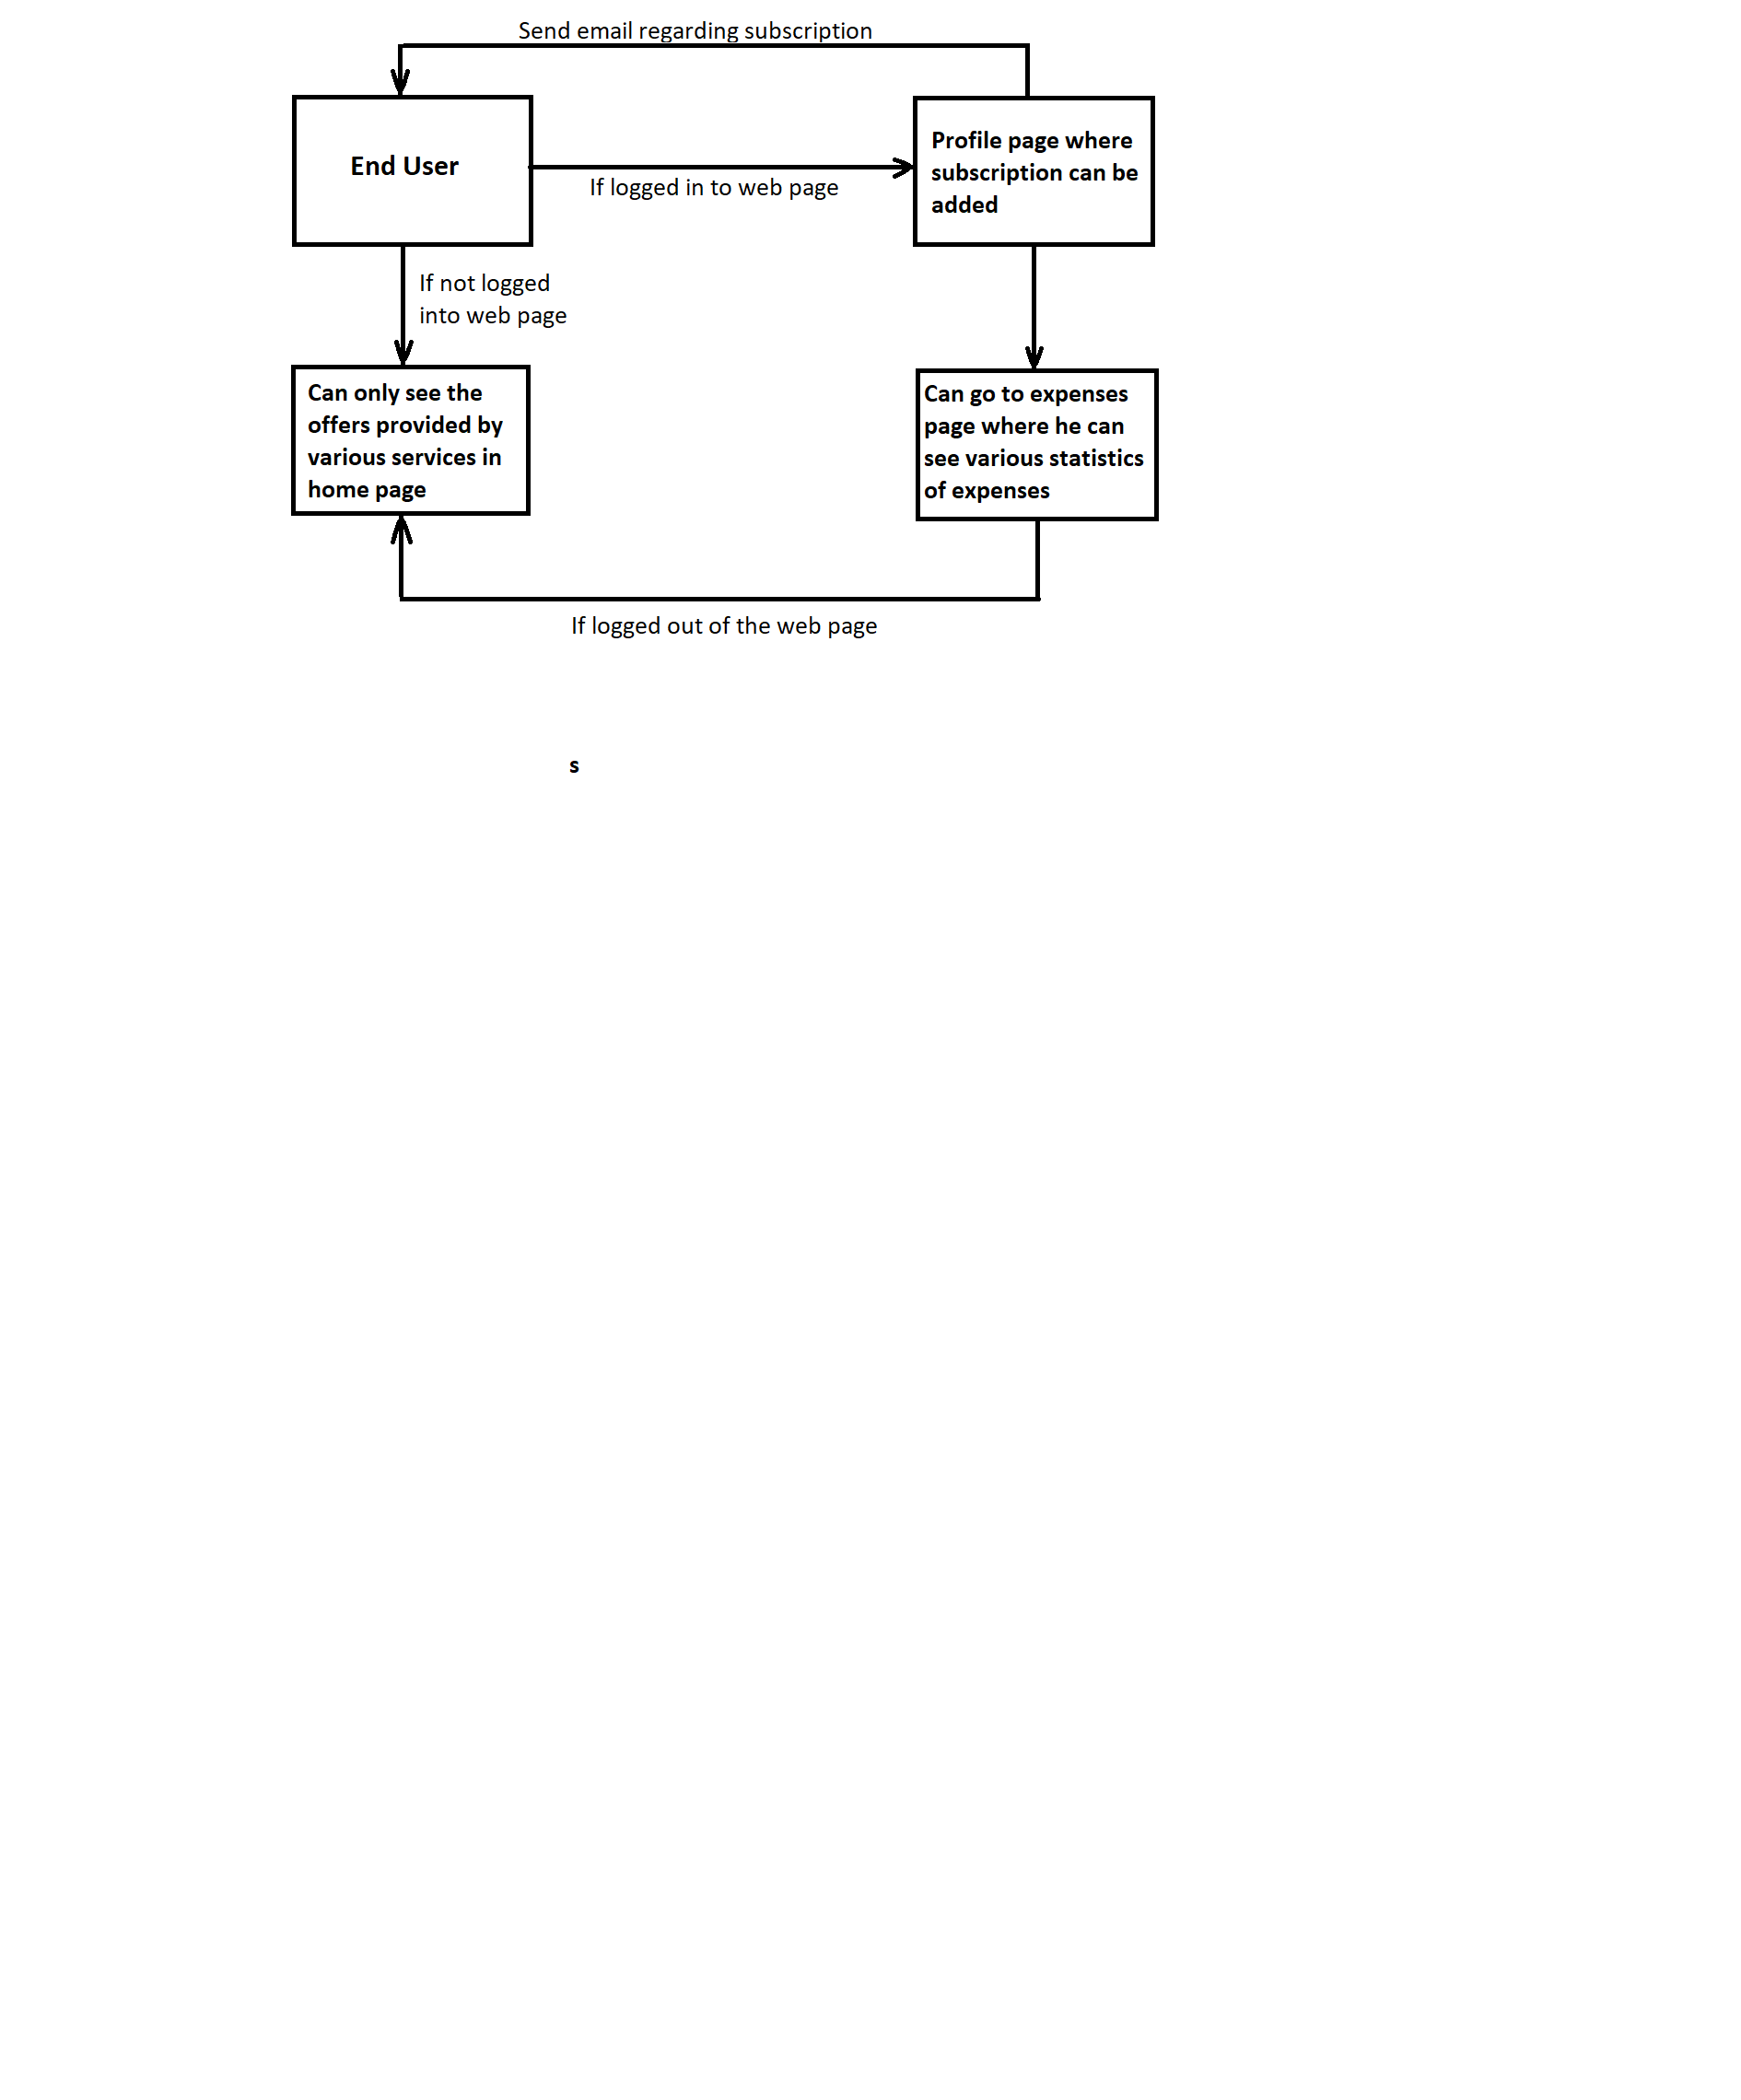 Send email regarding subscription
End User
If logged in to web page
Profile page where
subscription can be
added
If not logged
into web page
Can only see the
offers provided by
various services in
home page
Can go to expenses
page where he can
see various statistics
of expenses
If logged out of the web page
s